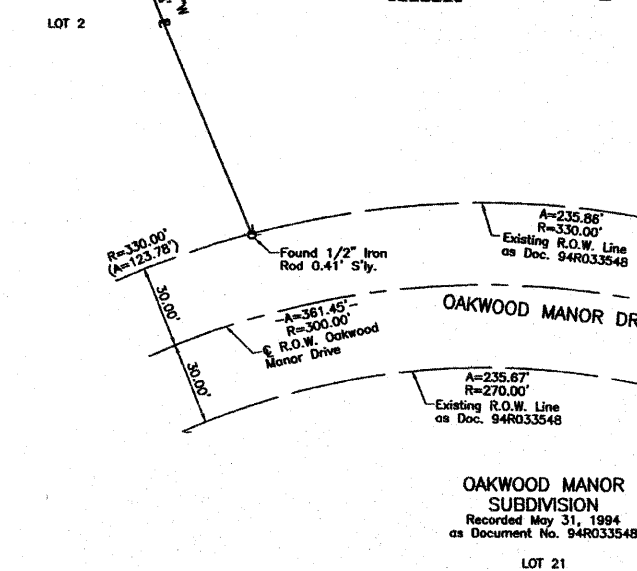 LOT 2
R=330.00'
(A=123.78')
A=235.86'
R=330.00'
Existing R.O.W. Line
as Doc. 94R033548
Found 1/2" Iron
Rod 0.41' S'ly.
30.00'
A=361.45'
R=300.00'
℄ R.O.W. Oakwood
Manor Drive
OAKWOOD MANOR DR
30.00'
A=235.67'
R=270.00'
Existing R.O.W. Line
as Doc. 94R033548
OAKWOOD MANOR
SUBDIVISION
Recorded May 31, 1994
as Document No. 94R033548
LOT 21